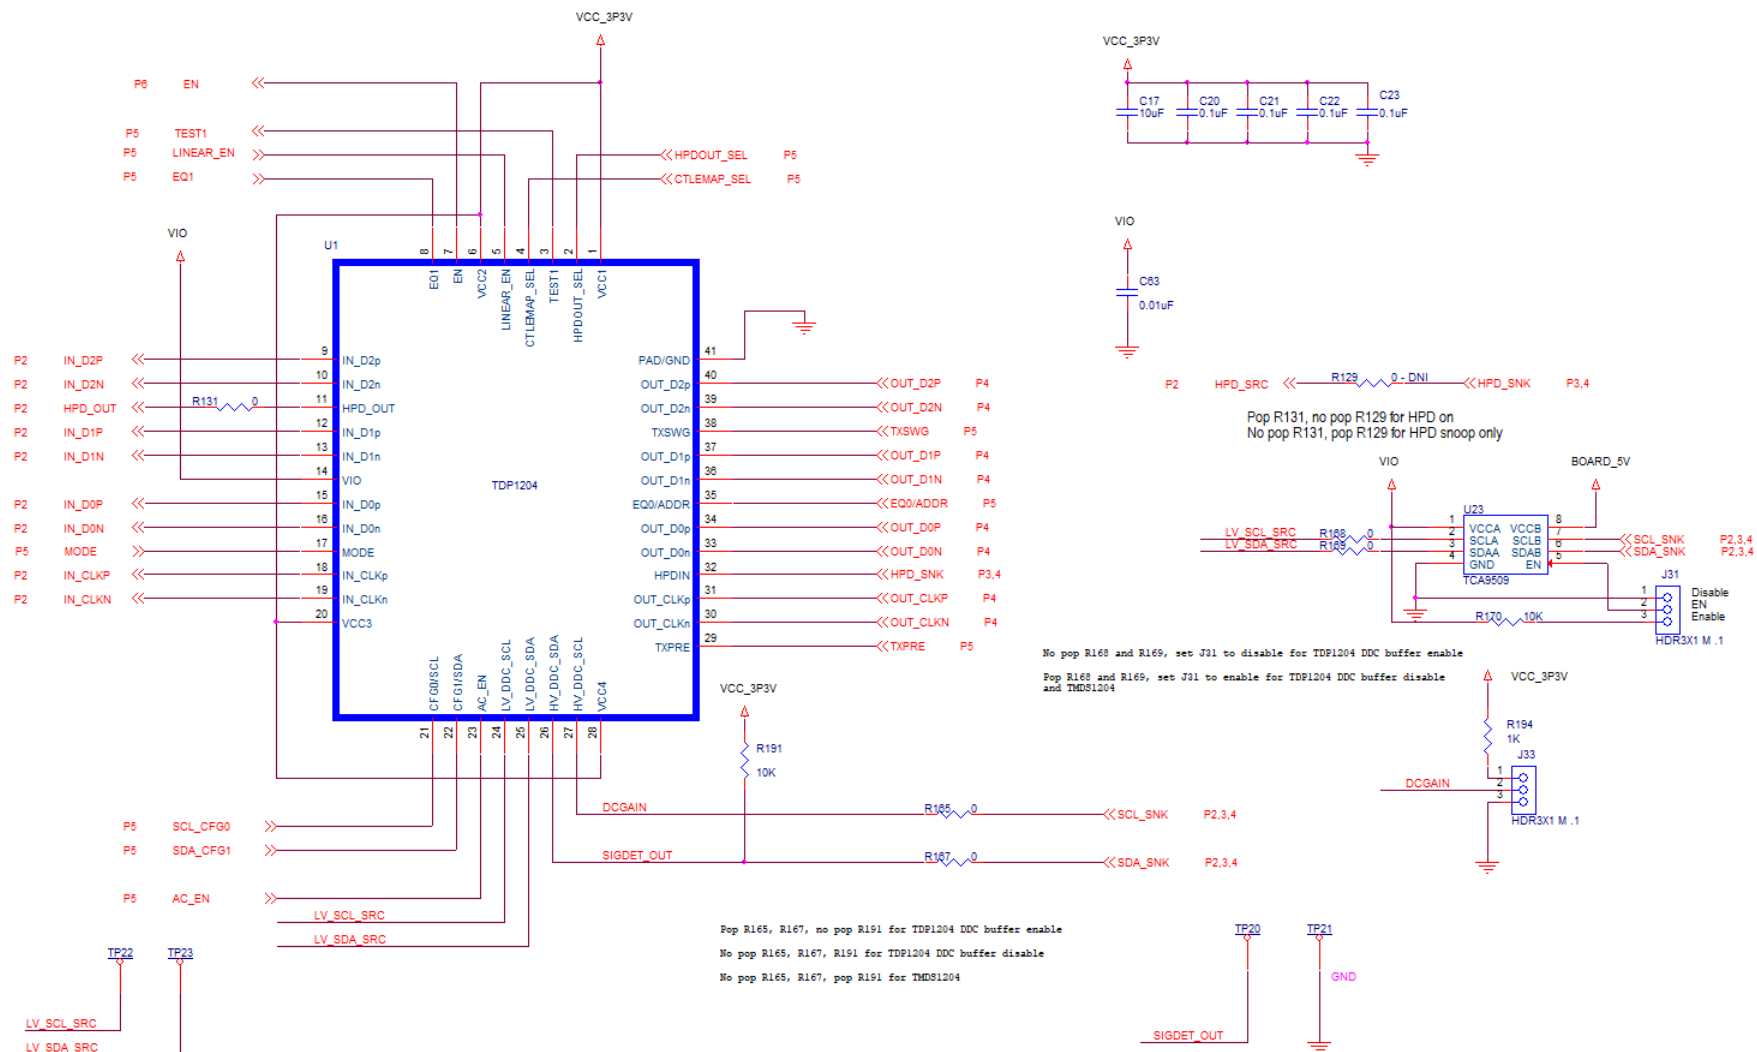 VCC_3P3V
P6 EN
P5 TEST1
P5 LINEAR_EN
P5 EQ1
HPDOUT_SEL P5
CTLEMAP_SEL P5
VIO
U1
8 7 6 5 4 3 2 1
EQ1
EN
VCC2
LINEAR_EN
CTLEMAP_SEL
TEST1
HPDOUT_SEL
VCC1
P2 IN_D2P 9 IN_D2p
P2 IN_D2N 10 IN_D2n
P2 HPD_OUT R131 0 11 HPD_OUT
P2 IN_D1P 12 IN_D1p
P2 IN_D1N 13 IN_D1n
14 VIO
P2 IN_D0P 15 IN_D0p
P2 IN_D0N 16 IN_D0n
P5 MODE 17 MODE
P2 IN_CLKP 18 IN_CLKp
P2 IN_CLKN 19 IN_CLKn
20 VCC3
TDP1204
PAD/GND 41
OUT_D2p 40 OUT_D2P P4
OUT_D2n 39 OUT_D2N P4
TXSWG 38 TXSWG P5
OUT_D1p 37 OUT_D1P P4
OUT_D1n 36 OUT_D1N P4
EQ0/ADDR 35 EQ0/ADDR P5
OUT_D0p 34 OUT_D0P P4
OUT_D0n 33 OUT_D0N P4
HPDIN 32 HPD_SNK P3,4
OUT_CLKp 31 OUT_CLKP P4
OUT_CLKn 30 OUT_CLKN P4
TXPRE 29 TXPRE P5
CFG0/SCL
CFG1/SDA
AC_EN
LV_DDC_SCL
LV_DDC_SDA
HV_DDC_SDA
HV_DDC_SCL
VCC4
21 22 23 24 25 26 27 28
VCC_3P3V
R191
10K
DCGAIN R165 0 SCL_SNK P2,3,4
SIGDET_OUT R167 0 SDA_SNK P2,3,4
P5 SCL_CFG0
P5 SDA_CFG1
P5 AC_EN
LV_SCL_SRC
LV_SDA_SRC
TP22 TP23
LV_SCL_SRC
LV_SDA_SRC
Pop R165, R167, no pop R191 for TDP1204 DDC buffer enable
No pop R165, R167, R191 for TDP1204 DDC buffer disable
No pop R165, R167, pop R191 for TMDS1204
VCC_3P3V
C17 C20 C21 C22 C23
10uF 0.1uF 0.1uF 0.1uF 0.1uF
VIO
C63
0.01uF
P2 HPD_SRC R129 0 - DNI HPD_SNK P3,4
Pop R131, no pop R129 for HPD on
No pop R131, pop R129 for HPD snoop only
VIO BOARD_5V
U23
1 VCCA VCCB 8
LV_SCL_SRC R168 0 2 SCLA SCLB 7 SCL_SNK P2,3,4
LV_SDA_SRC R169 0 3 SDAA SDAB 6 SDA_SNK P2,3,4
4 GND EN 5
TCA9509
J31
1 Disable
2 EN
3 Enable
R170 10K
HDR3X1 M .1
No pop R168 and R169, set J31 to disable for TDP1204 DDC buffer enable
Pop R168 and R169, set J31 to enable for TDP1204 DDC buffer disable
and TMDS1204
VCC_3P3V
R194
1K
J33
1
DCGAIN 2
3
HDR3X1 M .1
TP20 TP21
GND
SIGDET_OUT